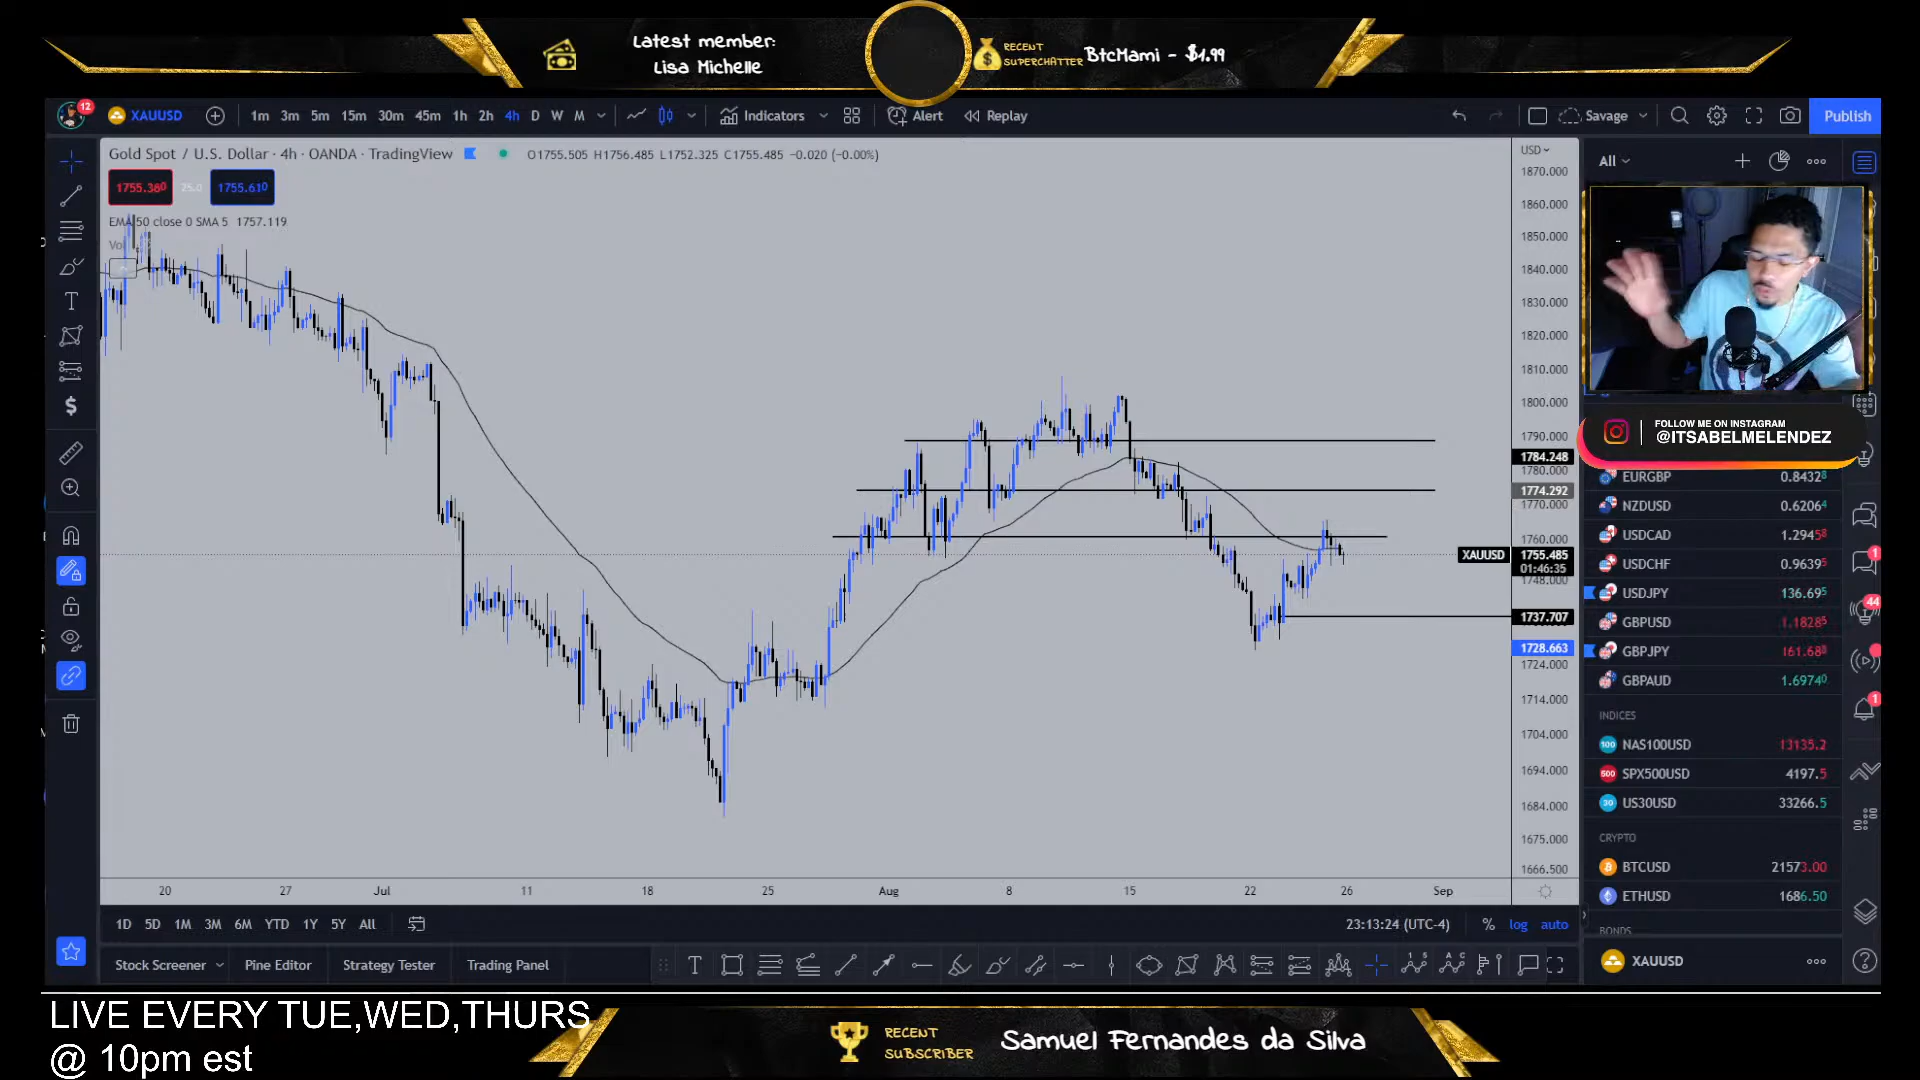 Latest member:
Lisa Michelle
RECENT
SUPERCHATTER
BtcMami - $1.99
12
XAUUSD
1m 3m 5m 15m 30m 45m 1h 2h 4h D W M
Indicators
Alert
Replay
Savage
Publish
Gold Spot / U.S. Dollar · 4h · OANDA · TradingView
O1755.505 H1756.485 L1752.325 C1755.485 −0.020 (−0.00%)
1755.380 25.0 1755.610
EMA 50 close 0 SMA 5 1757.119
Vol
USD
1870.000
1860.000
1850.000
1840.000
1830.000
1820.000
1810.000
1800.000
1790.000
1784.248
1780.000
1774.292
1770.000
1760.000
XAUUSD
1755.485
01:46:35
1748.000
1737.707
1728.663
1724.000
1714.000
1704.000
1694.000
1684.000
1675.000
1666.500
20 27 Jul 11 18 25 Aug 8 15 22 26 Sep
1D 5D 1M 3M 6M YTD 1Y 5Y All
23:13:24 (UTC-4)
% log auto
Stock Screener
Pine Editor
Strategy Tester
Trading Panel
All
FOLLOW ME ON INSTAGRAM
@ITSABELMELENDEZ
EURGBP 0.84328
NZDUSD 0.62064
USDCAD 1.29458
USDCHF 0.96395
USDJPY 136.695
GBPUSD 1.18285
GBPJPY 161.688
GBPAUD 1.69740
INDICES
NAS100USD 13135.2
SPX500USD 4197.5
US30USD 33266.5
CRYPTO
BTCUSD 21573.00
ETHUSD 1686.50
BONDS
XAUUSD
1
44
1
LIVE EVERY TUE,WED,THURS
@ 10pm est
RECENT
SUBSCRIBER
Samuel Fernandes da Silva